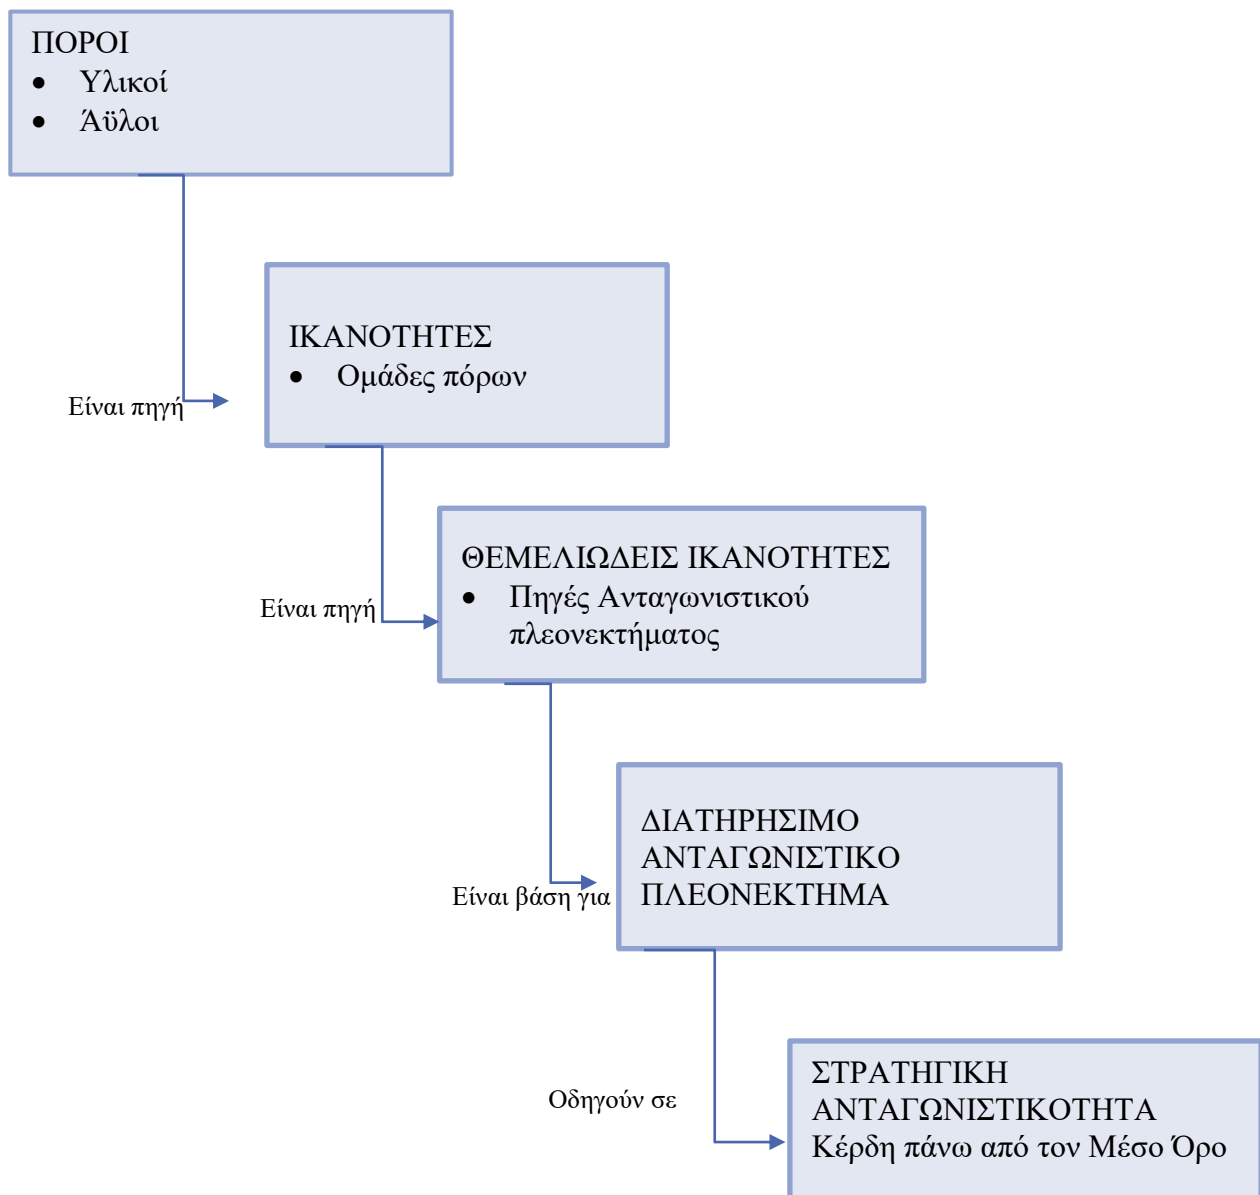 ΠΟΡΟΙ
• Υλικοί
• Άϋλοι
ΙΚΑΝΟΤΗΤΕΣ
• Ομάδες πόρων
Είναι πηγή
ΘΕΜΕΛΙΩΔΕΙΣ ΙΚΑΝΟΤΗΤΕΣ
• Πηγές Ανταγωνιστικού
πλεονεκτήματος
Είναι πηγή
ΔΙΑΤΗΡΗΣΙΜΟ
ΑΝΤΑΓΩΝΙΣΤΙΚΟ
ΠΛΕΟΝΕΚΤΗΜΑ
Είναι βάση για
ΣΤΡΑΤΗΓΙΚΗ
ΑΝΤΑΓΩΝΙΣΤΙΚΟΤΗΤΑ
Κέρδη πάνω από τον Μέσο Όρο
Οδηγούν σε